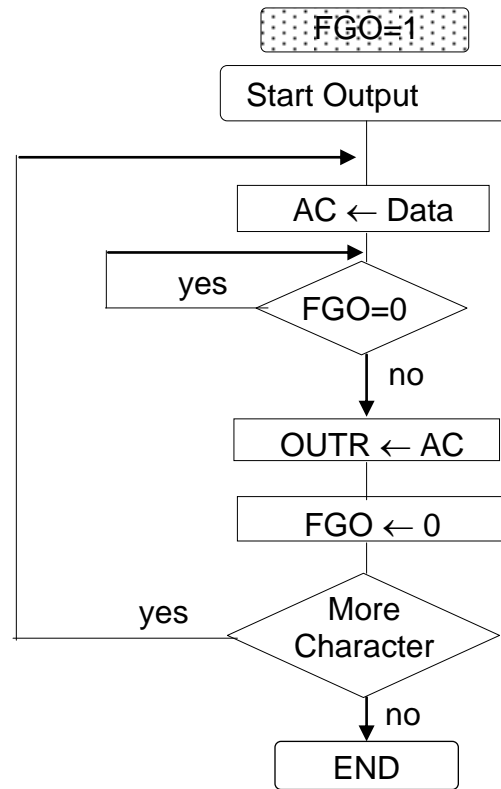 FGO=1
Start Output
AC ← Data
yes
FGO=0
no
OUTR ← AC
FGO ← 0
yes
More
Character
no
END